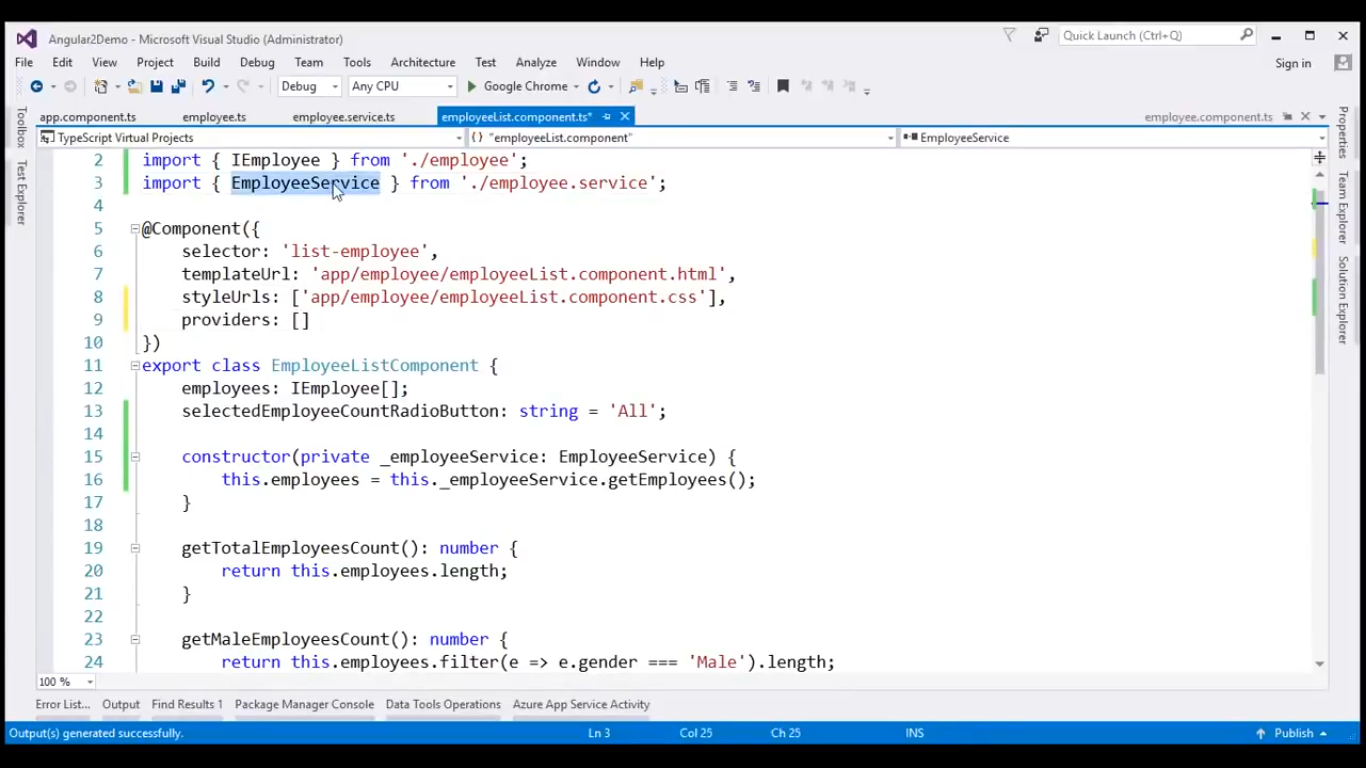 Angular2Demo - Microsoft Visual Studio (Administrator)
Quick Launch (Ctrl+Q)
File Edit View Project Build Debug Team Tools Architecture Test Analyze Window Help
Sign in
Debug Any CPU Google Chrome
app.component.ts employee.ts employee.service.ts employeeList.component.ts* employee.component.ts
TypeScript Virtual Projects {} "employeeList.component" EmployeeService
Toolbox
Test Explorer
2 import { IEmployee } from './employee';
3 import { EmployeeService } from './employee.service';
4
5 @Component({
6 selector: 'list-employee',
7 templateUrl: 'app/employee/employeeList.component.html',
8 styleUrls: ['app/employee/employeeList.component.css'],
9 providers: []
10 })
11 export class EmployeeListComponent {
12 employees: IEmployee[];
13 selectedEmployeeCountRadioButton: string = 'All';
14
15 constructor(private _employeeService: EmployeeService) {
16 this.employees = this._employeeService.getEmployees();
17 }
18
19 getTotalEmployeesCount(): number {
20 return this.employees.length;
21 }
22
23 getMaleEmployeesCount(): number {
24 return this.employees.filter(e => e.gender === 'Male').length;
Properties
Team Explorer
Solution Explorer
100 %
Error List... Output Find Results 1 Package Manager Console Data Tools Operations Azure App Service Activity
Output(s) generated successfully. Ln 3 Col 25 Ch 25 INS Publish